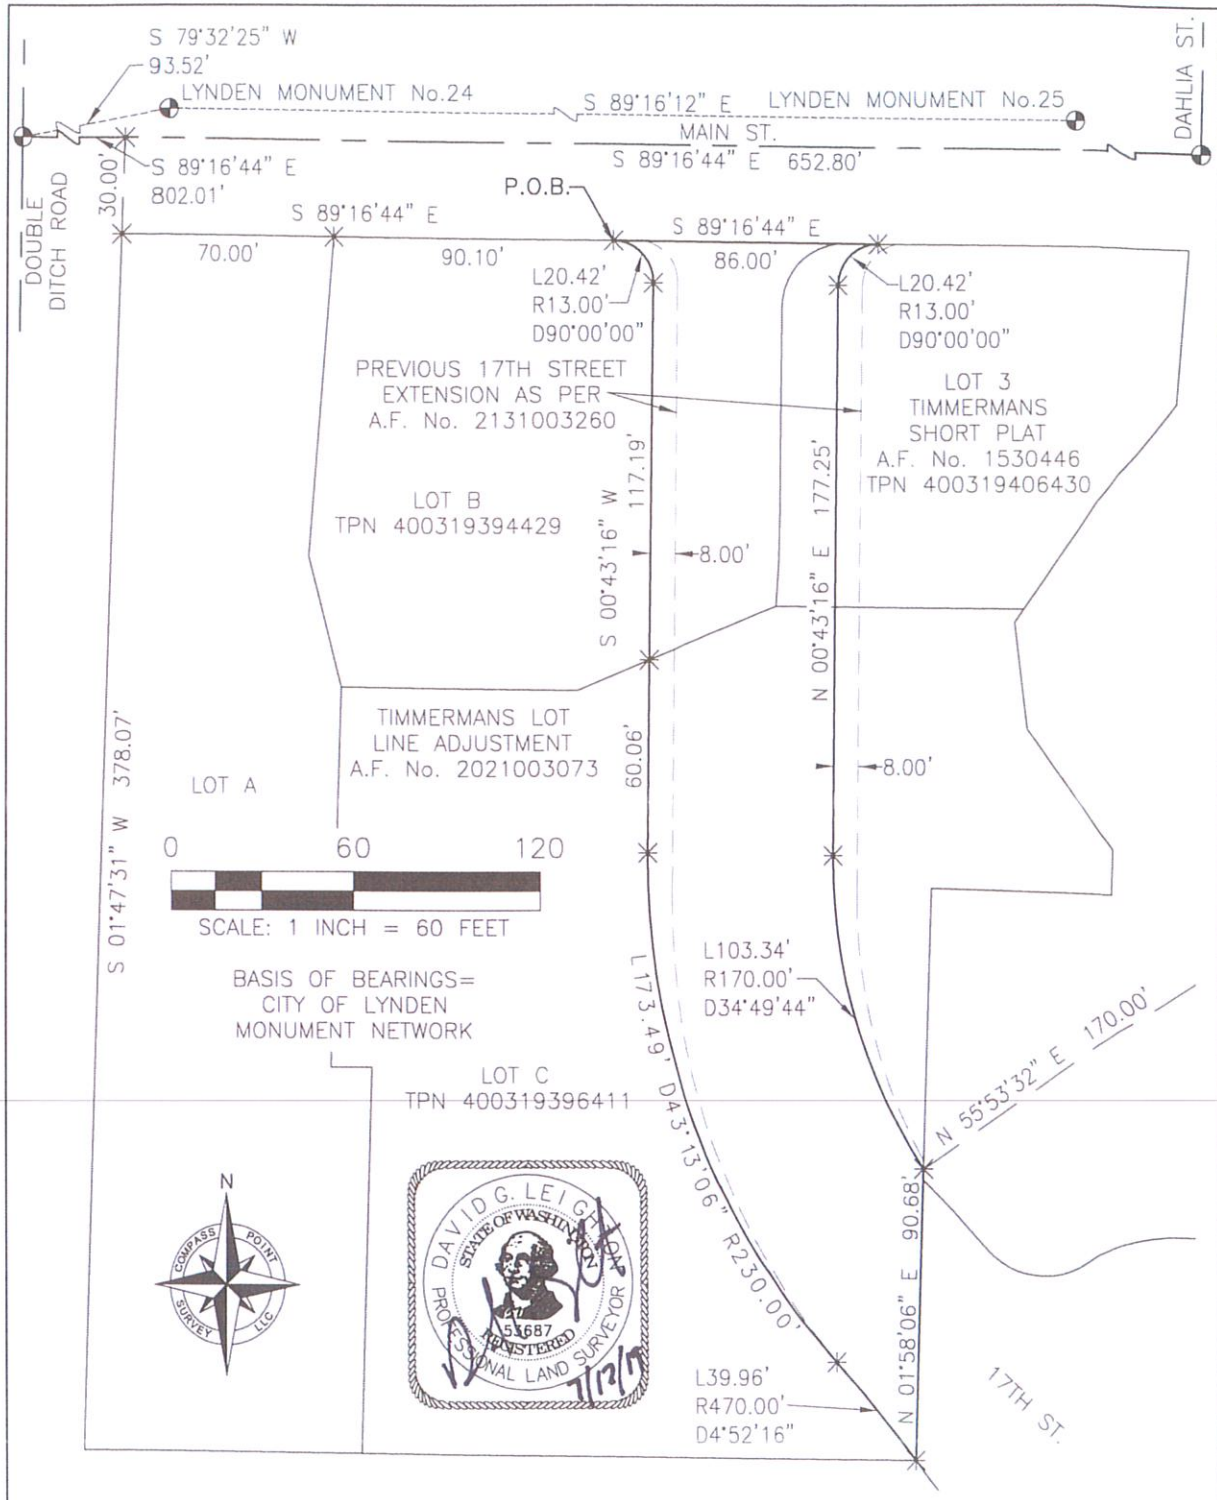 S 79°32'25" W
93.52'
LYNDEN MONUMENT No.24
S 89°16'12" E
LYNDEN MONUMENT No.25
DAHLIA ST.
MAIN ST.
S 89°16'44" E 652.80'
S 89°16'44" E
802.01'
30.00'
DOUBLE
DITCH ROAD
P.O.B.
S 89°16'44" E
70.00'
90.10'
S 89°16'44" E
86.00'
L20.42'
R13.00'
D90°00'00"
L20.42'
R13.00'
D90°00'00"
PREVIOUS 17TH STREET
EXTENSION AS PER
A.F. No. 2131003260
LOT 3
TIMMERMANS
SHORT PLAT
A.F. No. 1530446
TPN 400319406430
LOT B
TPN 400319394429
S 00°43'16" W 117.19'
8.00'
N 00°43'16" E 177.25'
TIMMERMANS LOT
LINE ADJUSTMENT
A.F. No. 2021003073
60.06'
8.00'
S 01°47'31" W 378.07'
LOT A
0 60 120
SCALE: 1 INCH = 60 FEET
BASIS OF BEARINGS=
CITY OF LYNDEN
MONUMENT NETWORK
L103.34'
R170.00'
D34°49'44"
L173.49' D43°13'06" R230.00'
N 55°53'32" E 170.00'
LOT C
TPN 400319396411
N
COMPASS POINT
SURVEY LLC
DAVID G. LEIGHTON
STATE OF WASHINGTON
53687
REGISTERED
PROFESSIONAL LAND SURVEYOR
N 01°58'06" E 90.68'
L39.96'
R470.00'
D4°52'16"
17TH ST.